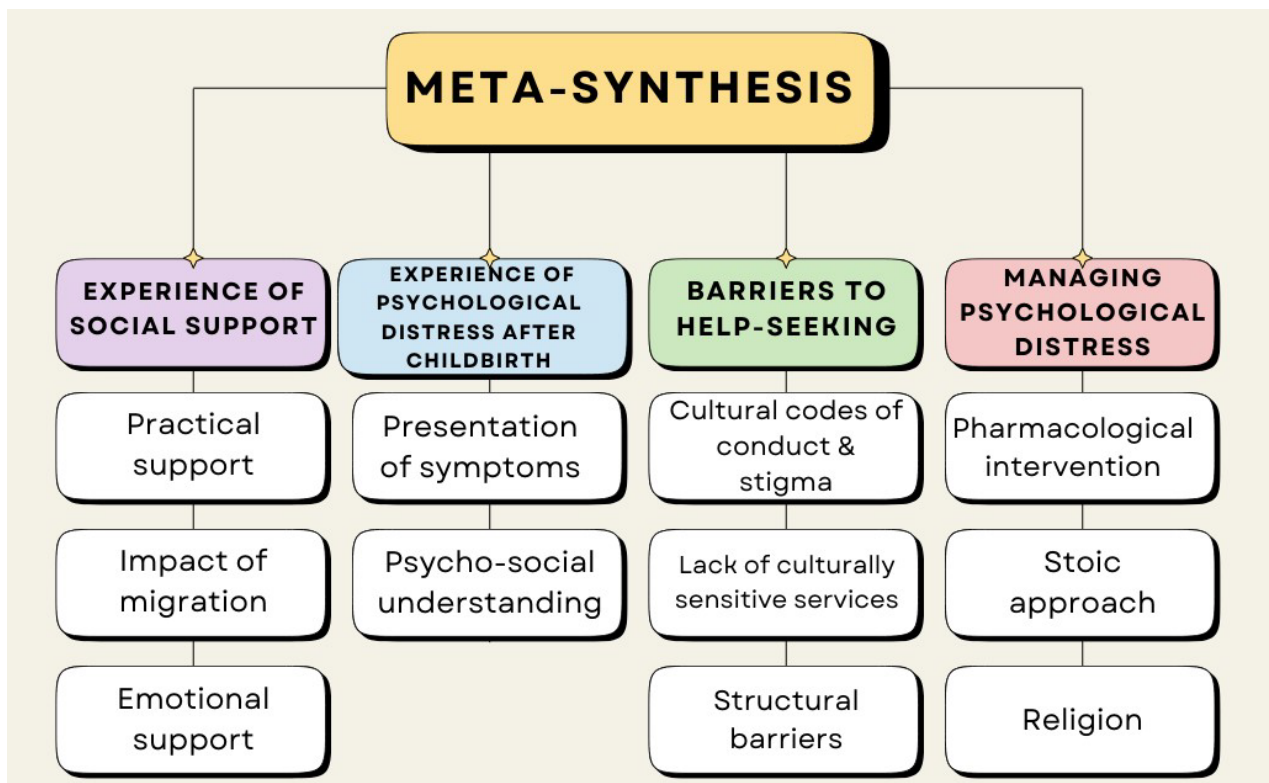 META-SYNTHESIS
EXPERIENCE OF
SOCIAL SUPPORT
Practical
support
Impact of
migration
Emotional
support
EXPERIENCE OF
PSYCHOLOGICAL
DISTRESS AFTER
CHILDBIRTH
Presentation
of symptoms
Psycho-social
understanding
BARRIERS TO
HELP-SEEKING
Cultural codes of
conduct &
stigma
Lack of culturally
sensitive services
Structural
barriers
MANAGING
PSYCHOLOGICAL
DISTRESS
Pharmacological
intervention
Stoic
approach
Religion